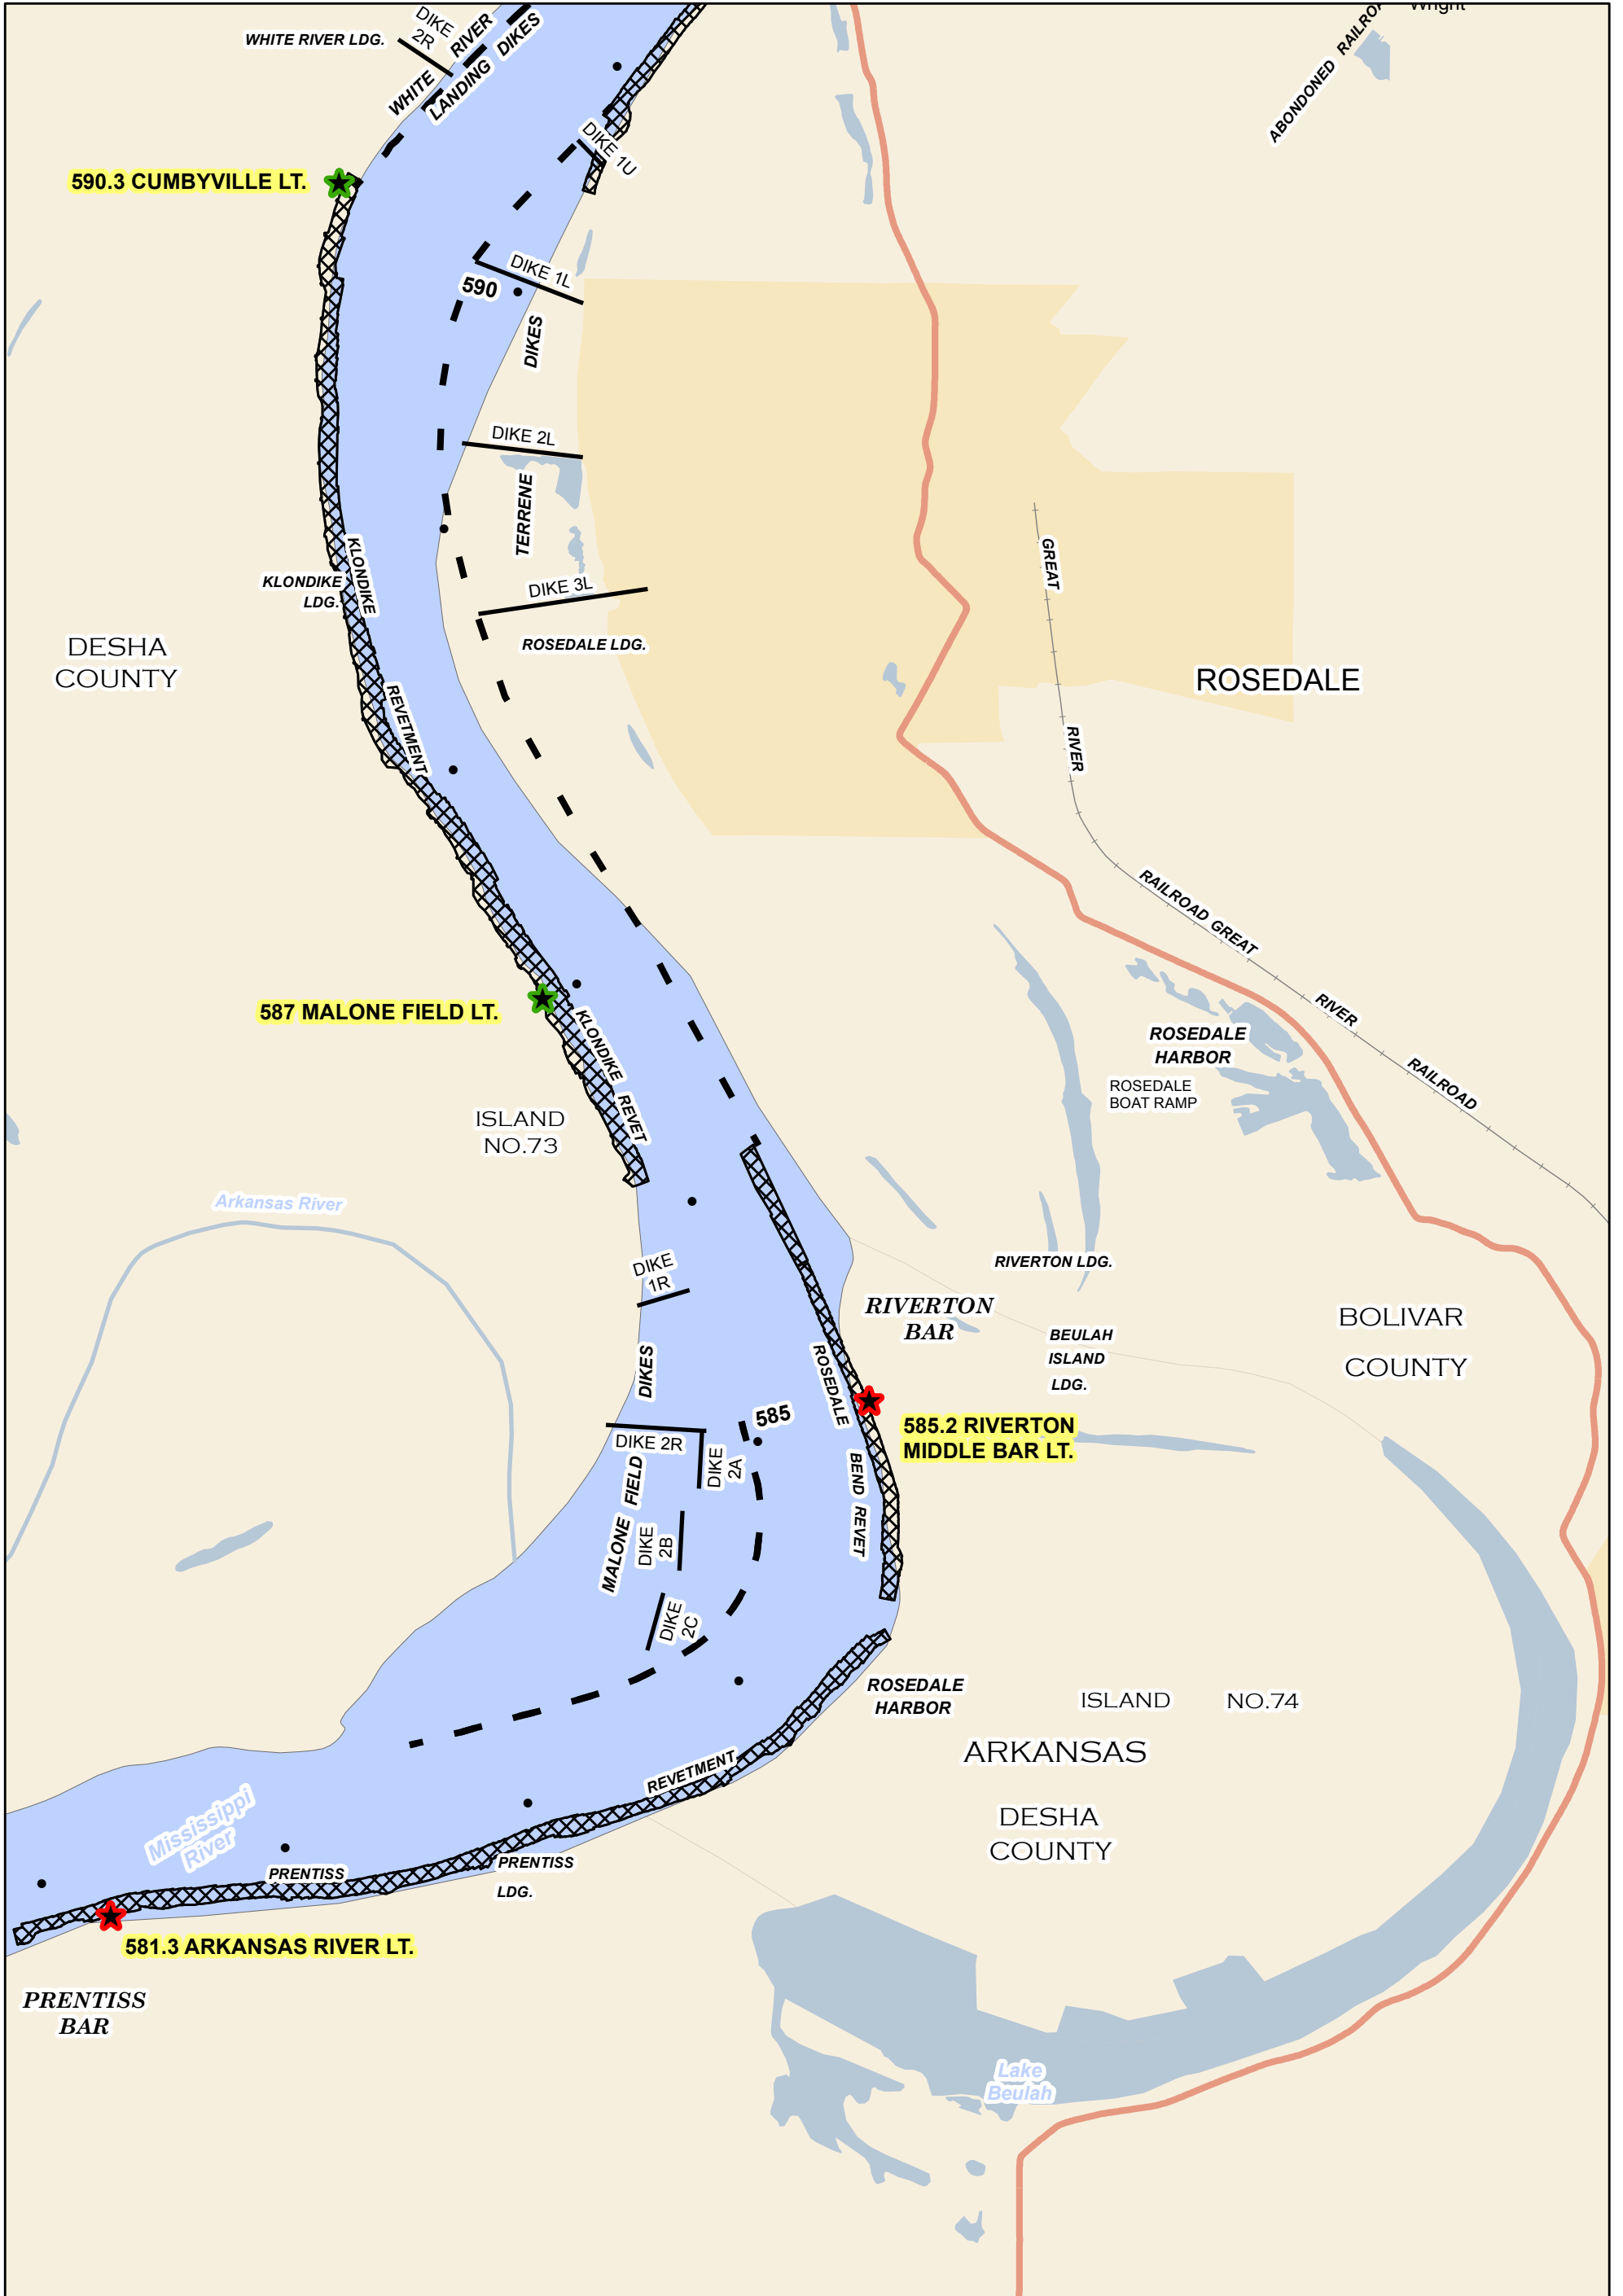 Wright
ABONDONED RAILROA
WHITE RIVER LDG.
DIKE
2R
WHITE RIVER
LANDING DIKES
DIKE 1U
590.3 CUMBYVILLE LT.
DIKE 1L
590
DIKES
DIKE 2L
TERRENE
DIKE 3L
ROSEDALE LDG.
KLONDIKE
LDG.
KLONDIKE
REVETMENT
DESHA
COUNTY
GREAT
RIVER
ROSEDALE
RAILROAD GREAT
RIVER
RAILROAD
587 MALONE FIELD LT.
KLONDIKE
REVET
ISLAND
NO.73
ROSEDALE
HARBOR
ROSEDALE
BOAT RAMP
Arkansas River
DIKE
1R
RIVERTON LDG.
RIVERTON
BAR
BEULAH
ISLAND
LDG.
BOLIVAR
COUNTY
DIKES
ROSEDALE
585
585.2 RIVERTON
MIDDLE BAR LT.
DIKE 2R
DIKE
2A
MALONE FIELD
DIKE
2B
BEND REVET
DIKE
2C
ROSEDALE
HARBOR
ISLAND NO.74
ARKANSAS
DESHA
COUNTY
REVETMENT
Mississippi
River
PRENTISS
PRENTISS
LDG.
581.3 ARKANSAS RIVER LT.
PRENTISS
BAR
Lake
Beulah